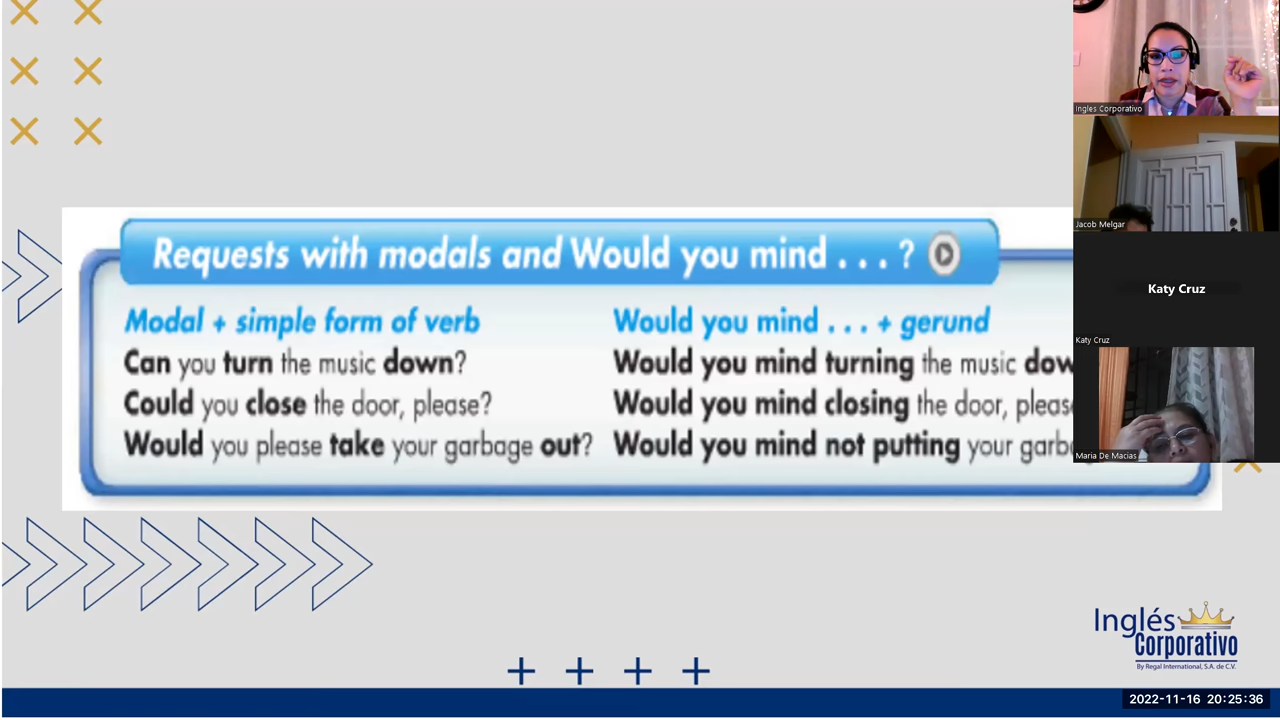 Requests with modals and Would you mind . . . ?
Modal + simple form of verb
Can you turn the music down?
Could you close the door, please?
Would you please take your garbage out?
Would you mind . . . + gerund
Would you mind turning the music dow
Would you mind closing the door, pleas
Would you mind not putting your garb
Ingles Corporativo
Jacob Melgar
Katy Cruz
Katy Cruz
Maria De Macias
Inglés
Corporativo
By Regal International, S.A. de C.V.
2022-11-16 20:25:36